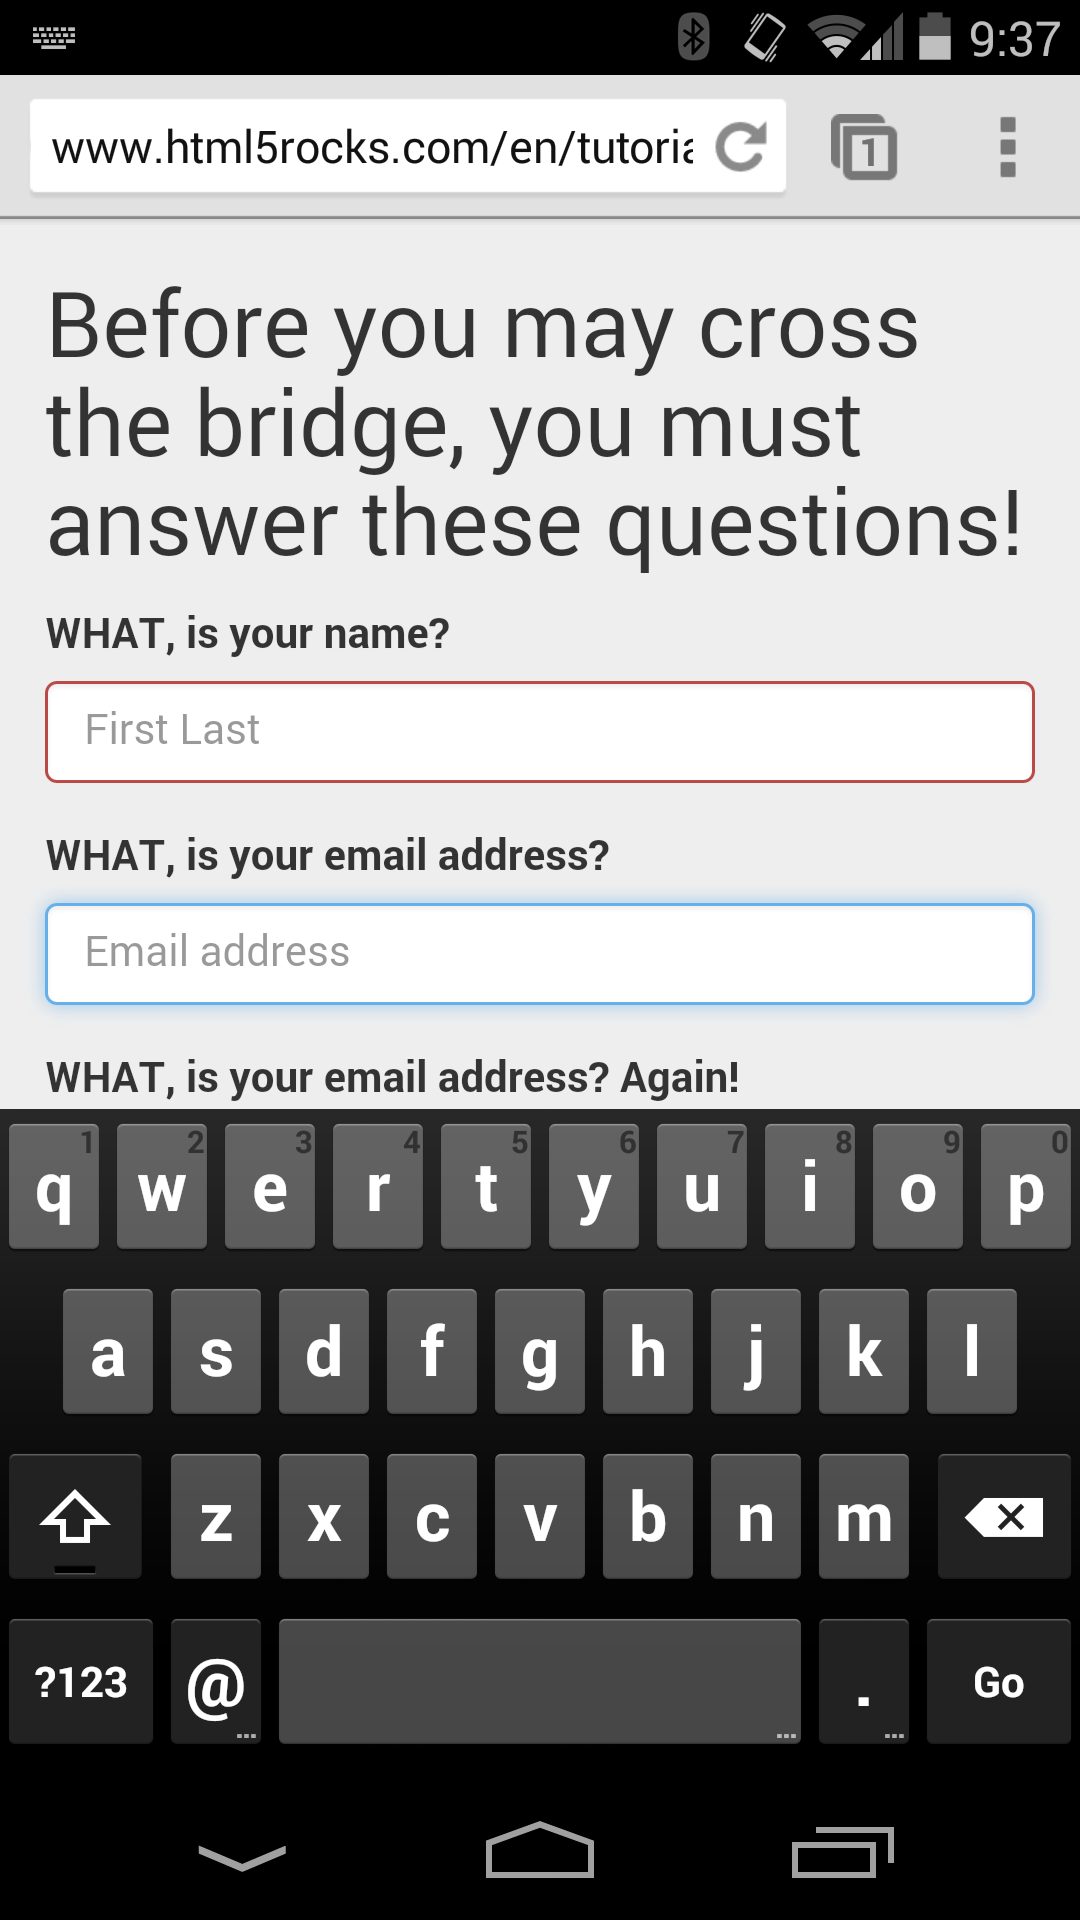 9:37
www.html5rocks.com/en/tutoria
1
Before you may cross
the bridge, you must
answer these questions!
WHAT, is your name?
First Last
WHAT, is your email address?
Email address
WHAT, is your email address? Again!
1 2 3 4 5 6 7 8 9 0
q w e r t y u i o p
a s d f g h j k l
z x c v b n m
?123 @ . Go